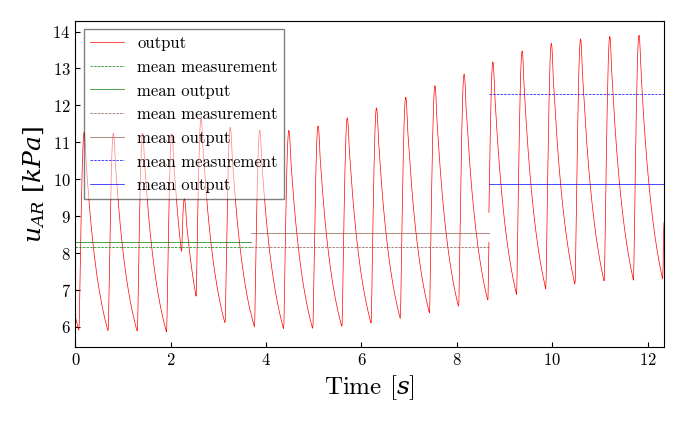 14
13
12
11
10
9
8
7
6
u_AR [kPa]
output
mean measurement
mean output
mean measurement
mean output
mean measurement
mean output
0 2 4 6 8 10 12
Time [s]